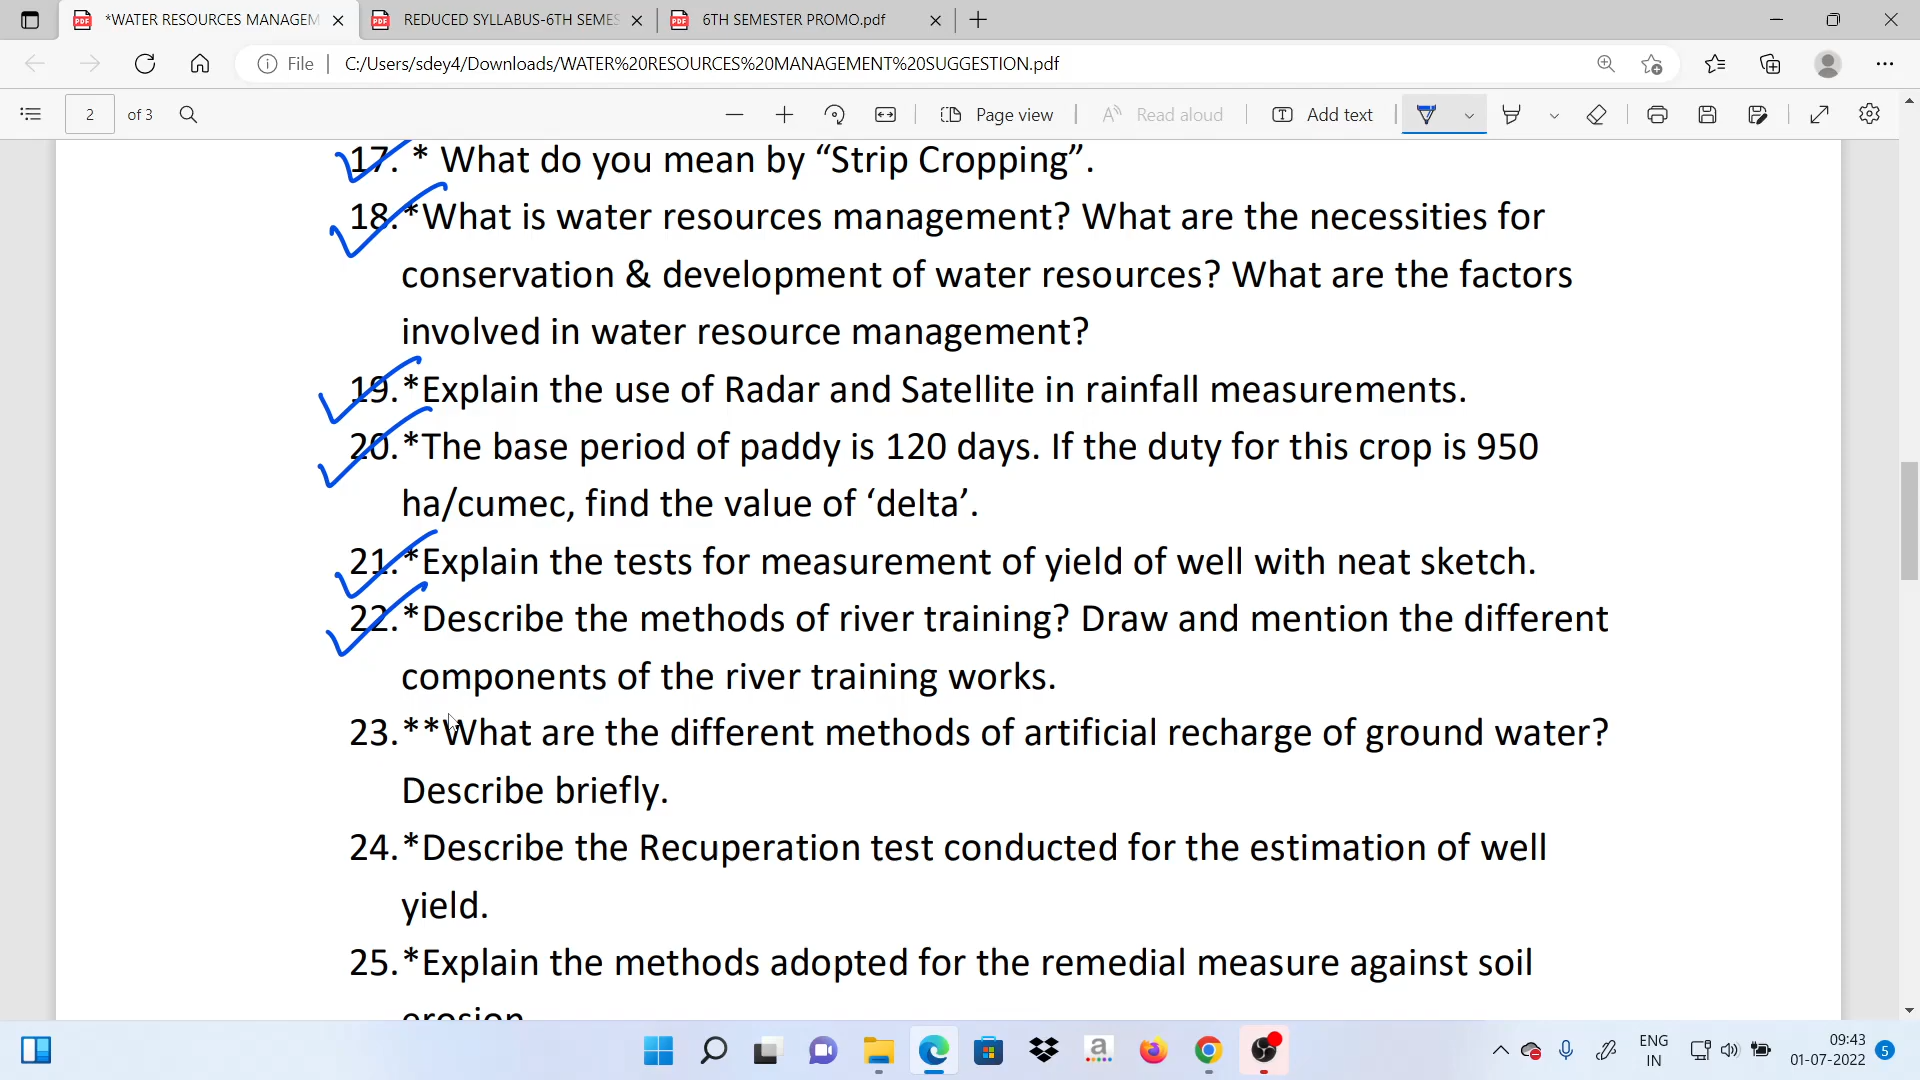 *WATER RESOURCES MANAGEM
REDUCED SYLLABUS-6TH SEMES
6TH SEMESTER PROMO.pdf
File
C:/Users/sdey4/Downloads/WATER%20RESOURCES%20MANAGEMENT%20SUGGESTION.pdf
2 of 3
Page view
Read aloud
Add text
17. * What do you mean by “Strip Cropping”.
18.*What is water resources management? What are the necessities for
conservation & development of water resources? What are the factors
involved in water resource management?
19.*Explain the use of Radar and Satellite in rainfall measurements.
20.*The base period of paddy is 120 days. If the duty for this crop is 950
ha/cumec, find the value of ‘delta’.
21.*Explain the tests for measurement of yield of well with neat sketch.
22.*Describe the methods of river training? Draw and mention the different
components of the river training works.
23.**What are the different methods of artificial recharge of ground water?
Describe briefly.
24.*Describe the Recuperation test conducted for the estimation of well
yield.
25.*Explain the methods adopted for the remedial measure against soil
erosion
ENG
IN
09:43
01-07-2022
5